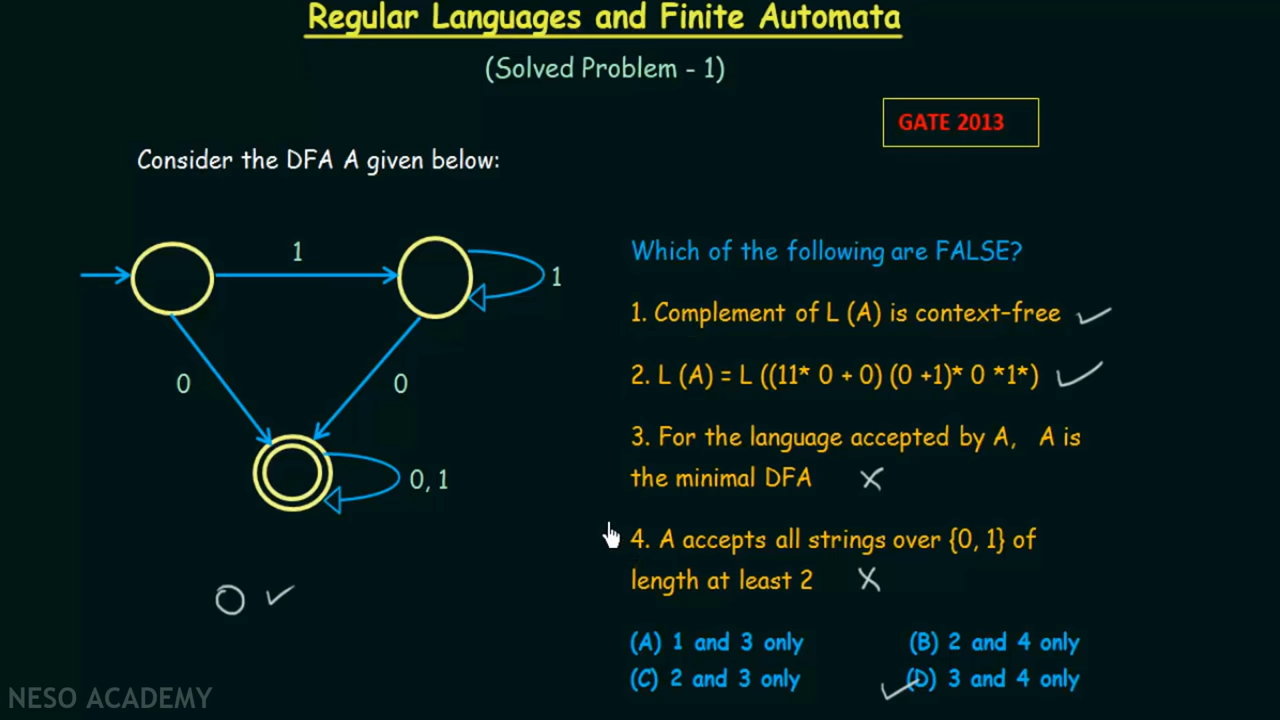 Regular Languages and Finite Automata
(Solved Problem - 1)
GATE 2013
Consider the DFA A given below:
1
1
0
0
0, 1
0
Which of the following are FALSE?
1. Complement of L (A) is context-free
2. L (A) = L ((11* 0 + 0) (0 +1)* 0 *1*)
3. For the language accepted by A, A is
the minimal DFA
4. A accepts all strings over {0, 1} of
length at least 2
(A) 1 and 3 only
(B) 2 and 4 only
(C) 2 and 3 only
(D) 3 and 4 only
NESO ACADEMY